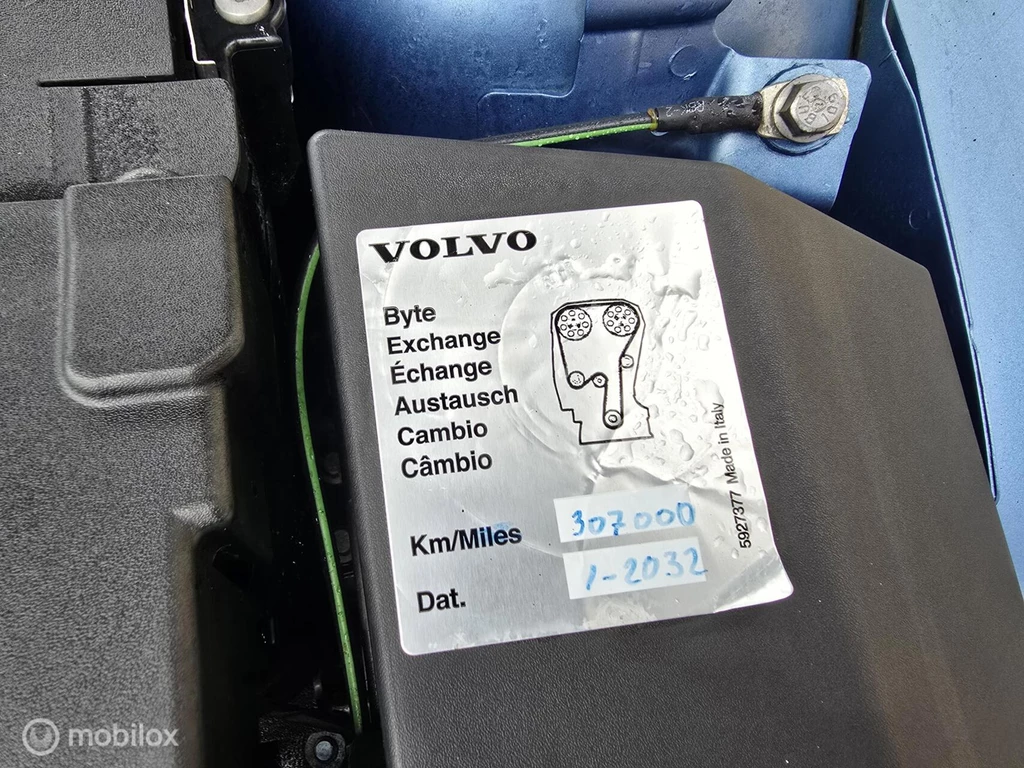 VOLVO
Byte
Exchange
Échange
Austausch
Cambio
Câmbio
Km/Miles 307000
Dat. 1-2032
5927377 Made in Italy
mobilox